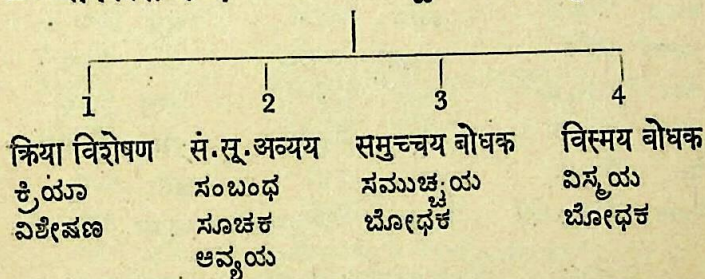 1 2 3 4
क्रिया विशेषण सं.सू.अव्यय समुच्चय बोधक विस्मय बोधक
ಕ್ರಿಯಾ ಸಂಬಂಧ ಸಮುಚ್ಚಯ ವಿಸ್ಮಯ
ವಿಶೇಷಣ ಸೂಚಕ ಬೋಧಕ ಬೋಧಕ
ಆವ್ಯಯ